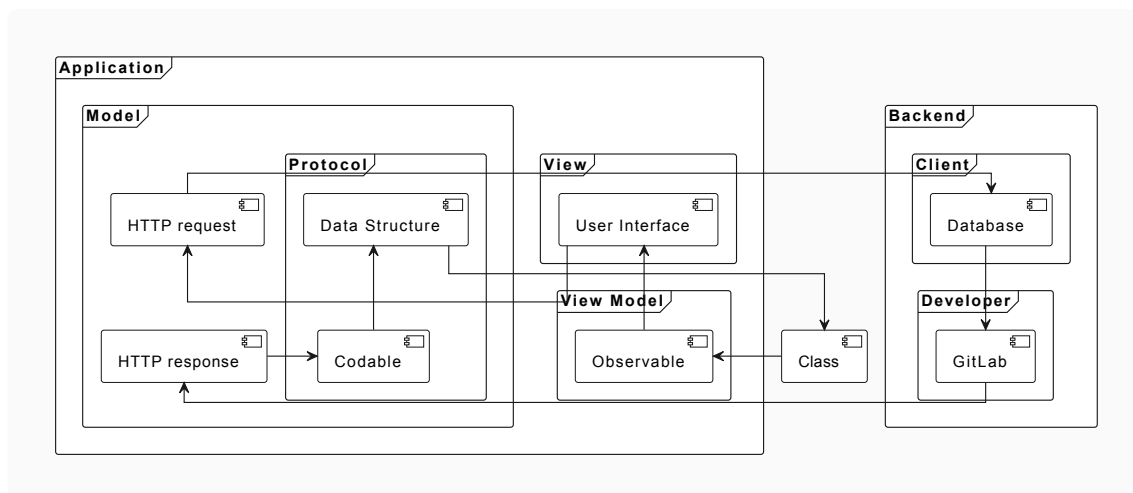 Application
Model
Backend
Protocol
View
Client
HTTP request
Data Structure
User Interface
Database
View Model
Developer
HTTP response
Codable
Observable
Class
GitLab